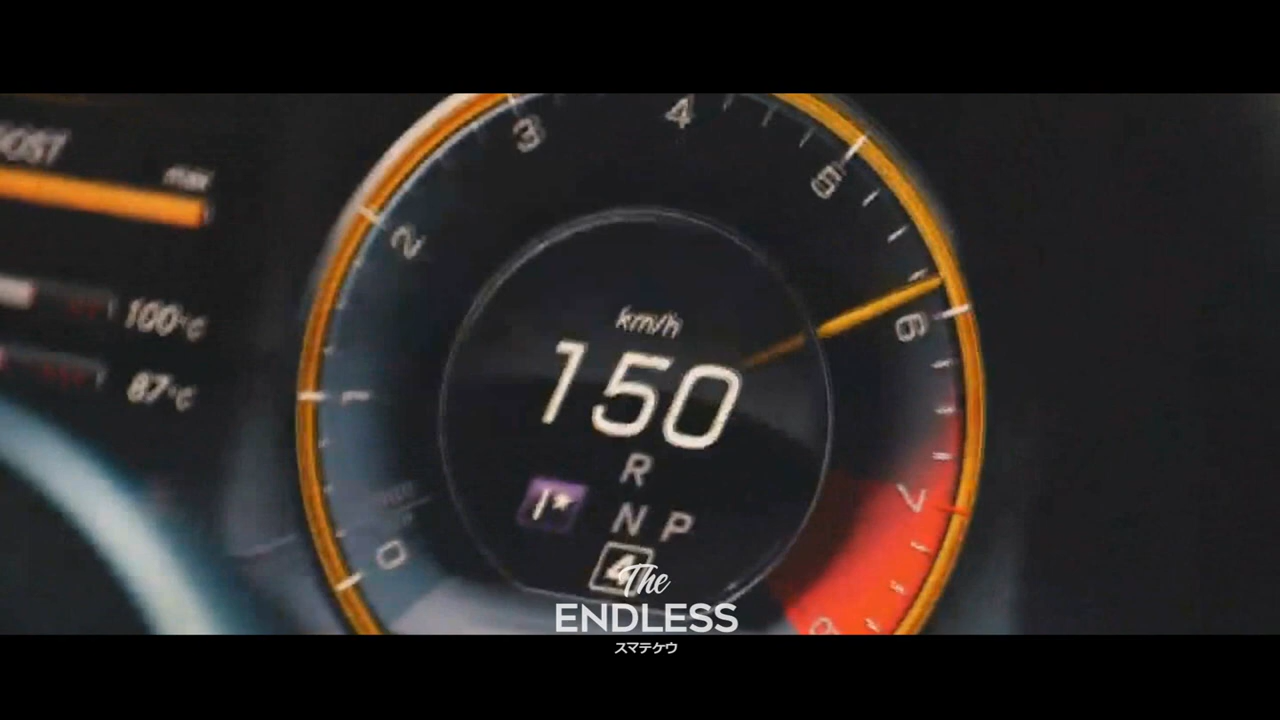 BOOST
max
100°C
87°C
0
1
2
3
4
5
6
7
km/h
150
R
N P
4
The
ENDLESS
スマテケウ